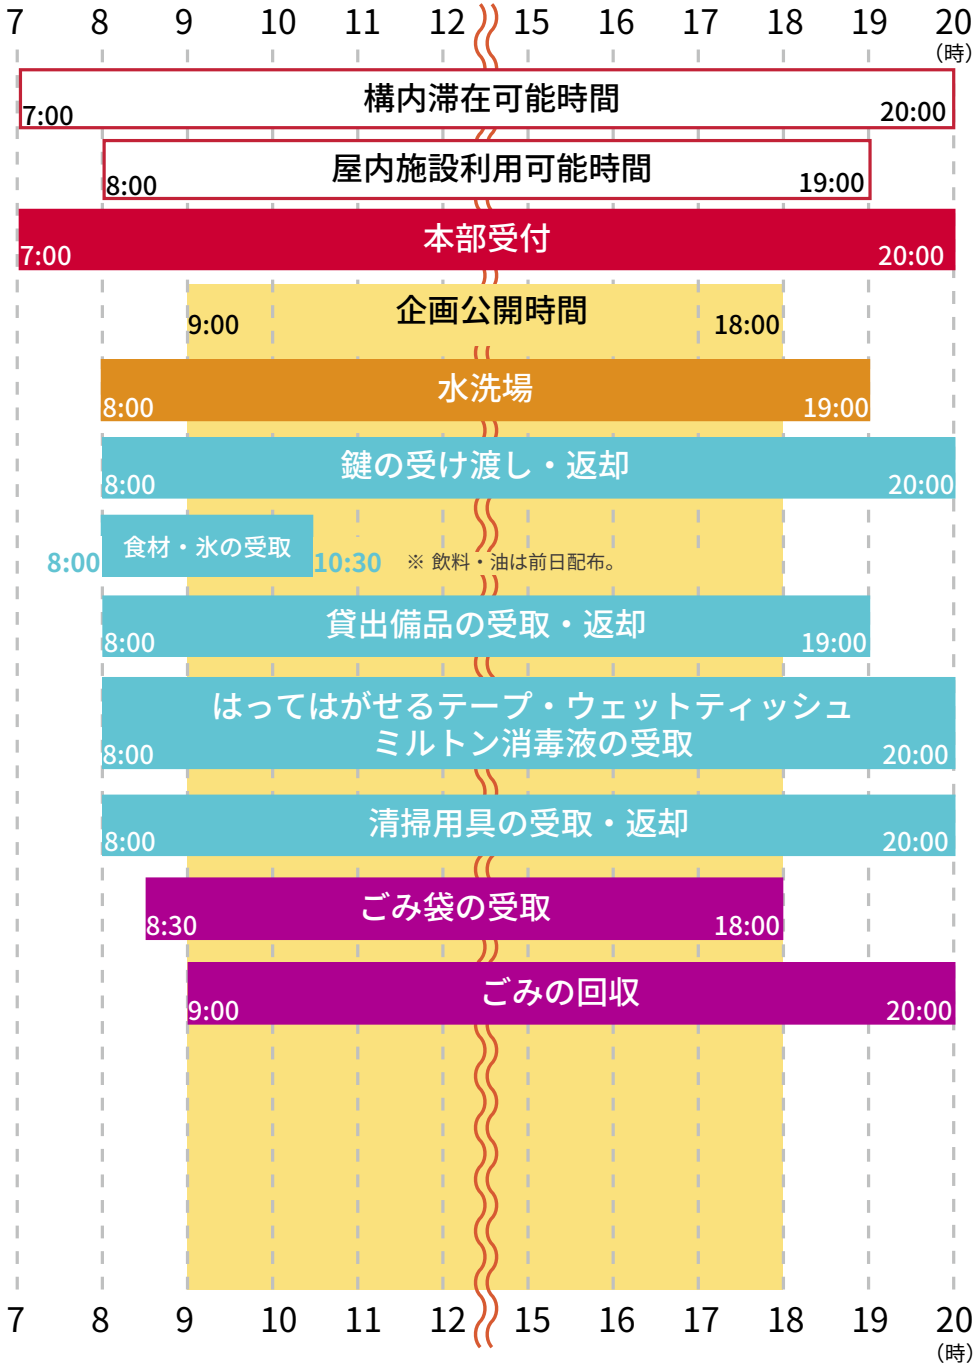 7 8 9 10 11 12 15 16 17 18 19 20
（時）
構内滞在可能時間
7:00 20:00
屋内施設利用可能時間
8:00 19:00
本部受付
7:00 20:00
企画公開時間
9:00 18:00
水洗場
8:00 19:00
鍵の受け渡し・返却
8:00 20:00
食材・氷の受取
8:00 10:30 ※ 飲料・油は前日配布。
貸出備品の受取・返却
8:00 19:00
はってはがせるテープ・ウェットティッシュ
ミルトン消毒液の受取
8:00 20:00
清掃用具の受取・返却
8:00 20:00
ごみ袋の受取
8:30 18:00
ごみの回収
9:00 20:00
7 8 9 10 11 12 15 16 17 18 19 20
（時）